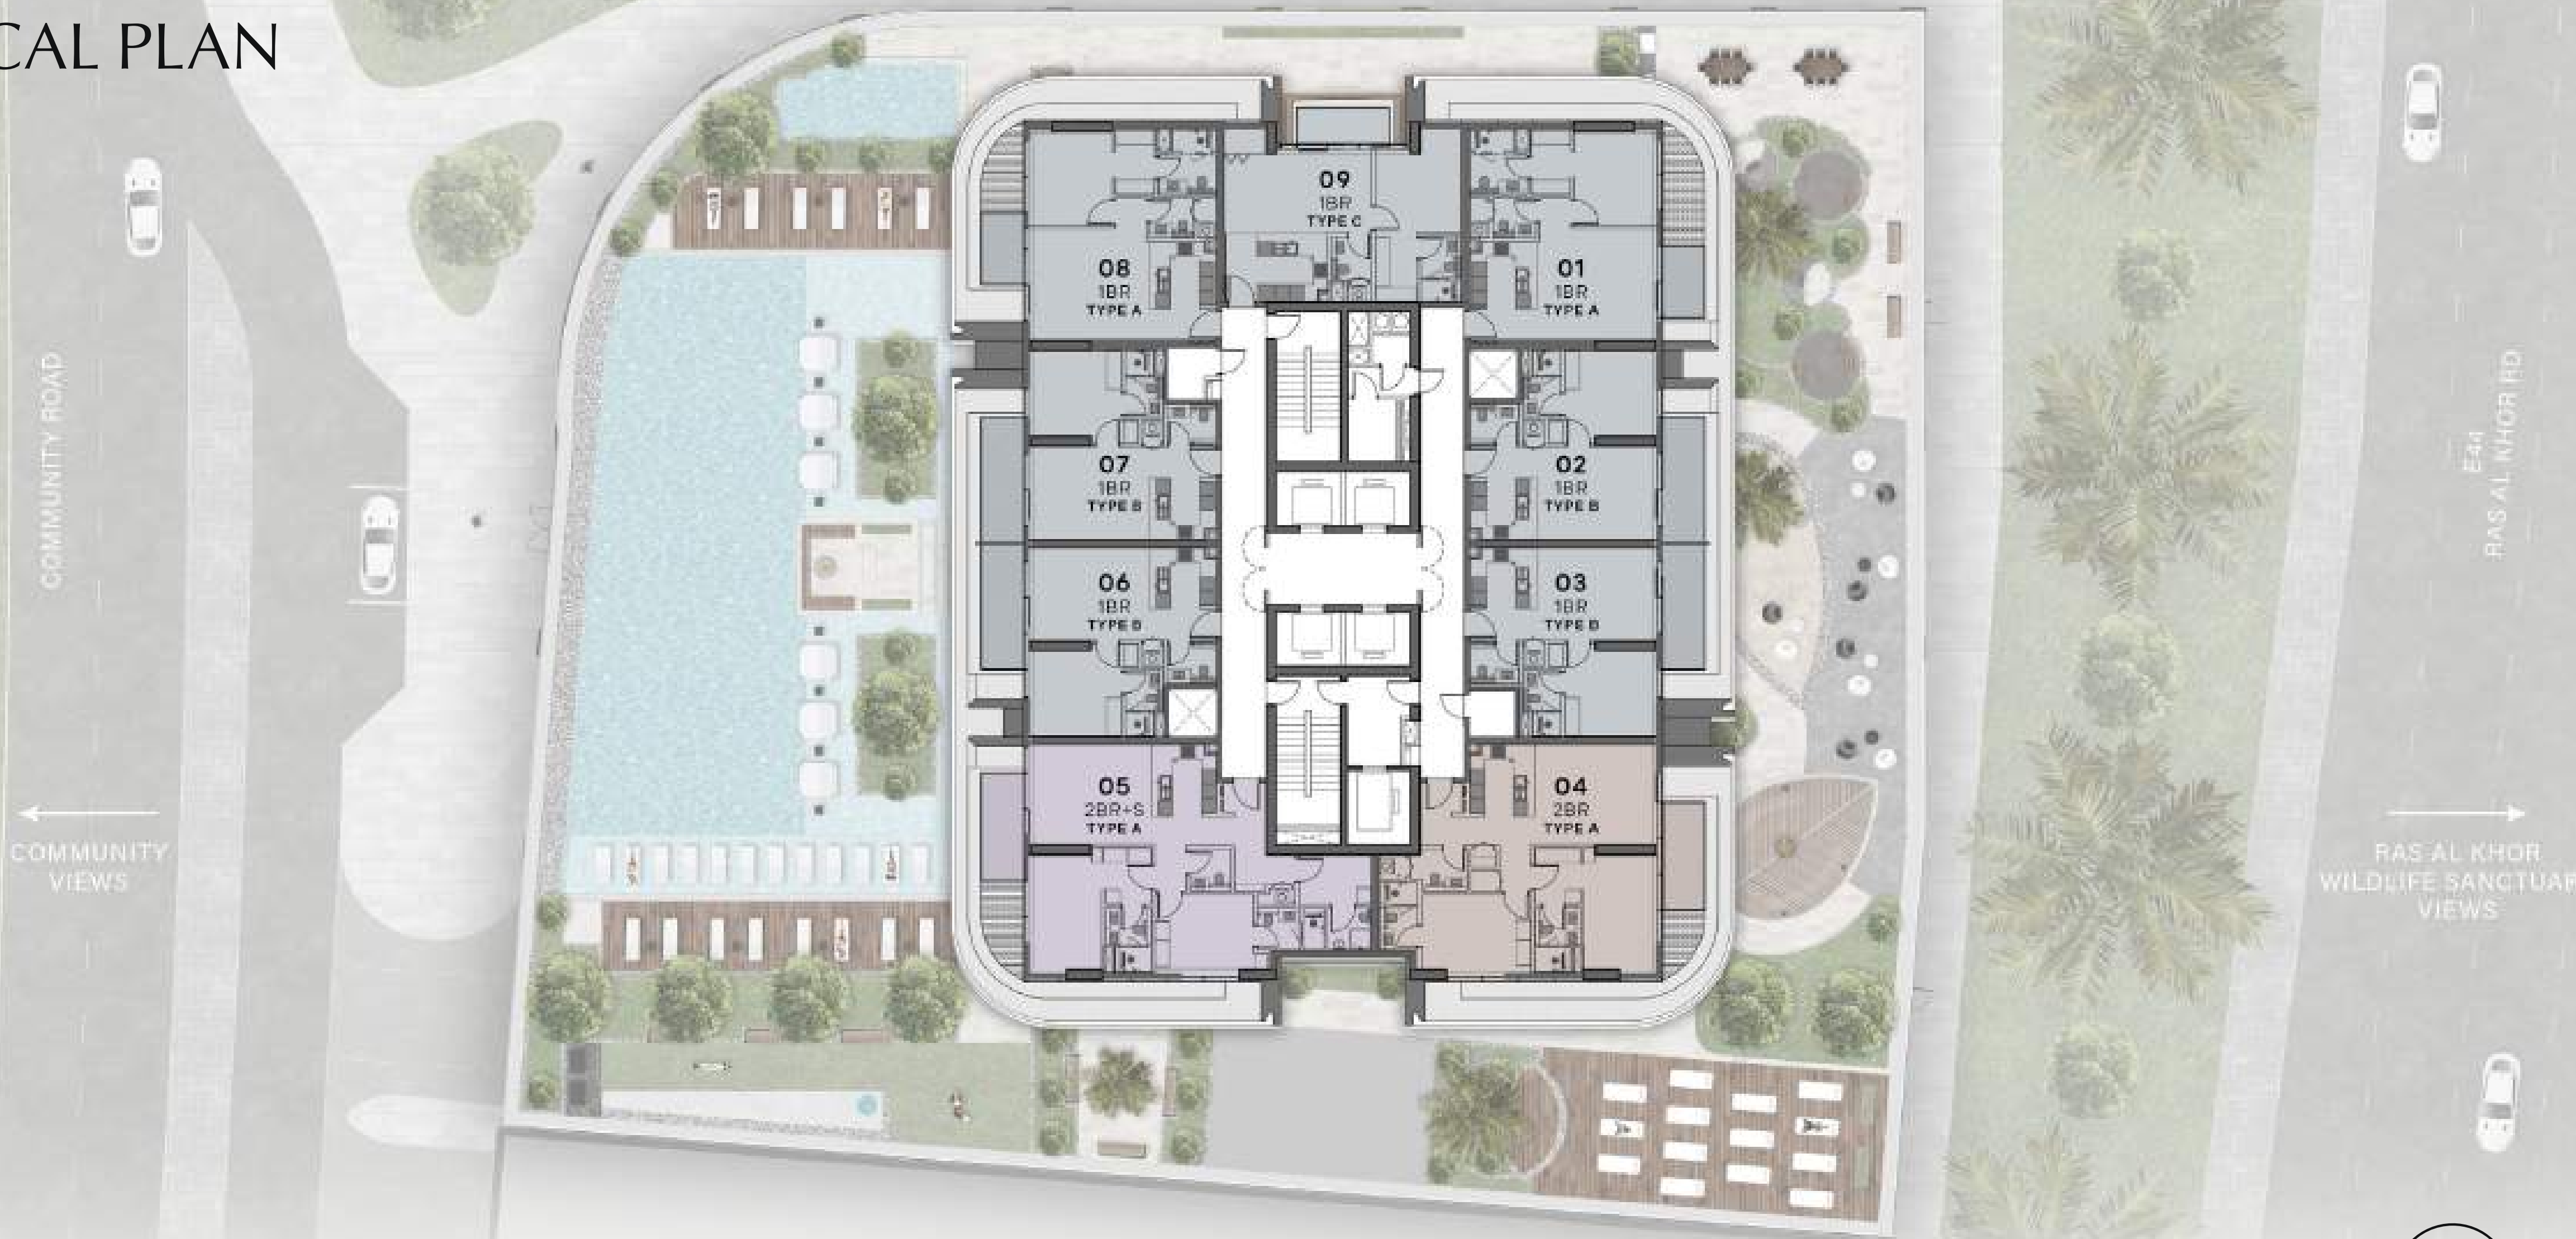 CAL PLAN
09
1BR
TYPE C
08
1BR
TYPE A
01
1BR
TYPE A
07
1BR
TYPE B
02
1BR
TYPE B
06
1BR
TYPE B
03
1BR
TYPE B
05
2BR+S
TYPE A
04
2BR
TYPE A
COMMUNITY ROAD
COMMUNITY
VIEWS
E44
RAS AL KHOR RD
RAS AL KHOR
WILDLIFE SANCTUAR
VIEWS